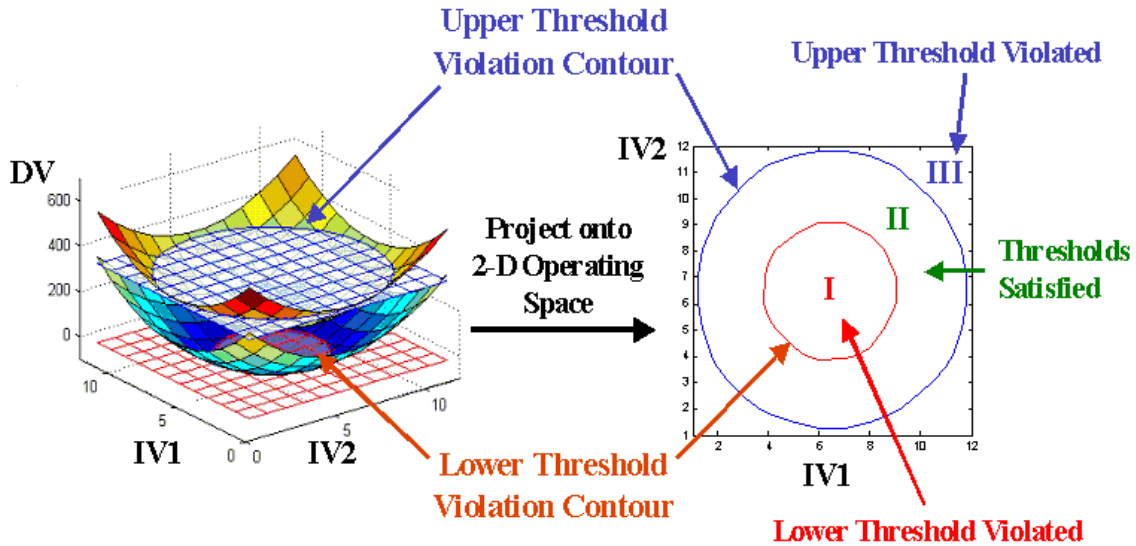 Upper Threshold
Violation Contour
Upper Threshold Violated
DV
600
400
200
0
10
5
0
0
5
10
IV1
IV2
Project onto
2-D Operating
Space
IV2
12
11
10
9
8
7
6
5
4
3
2
1
2
4
6
8
10
12
IV1
III
II
I
Thresholds
Satisfied
Lower Threshold
Violation Contour
Lower Threshold Violated